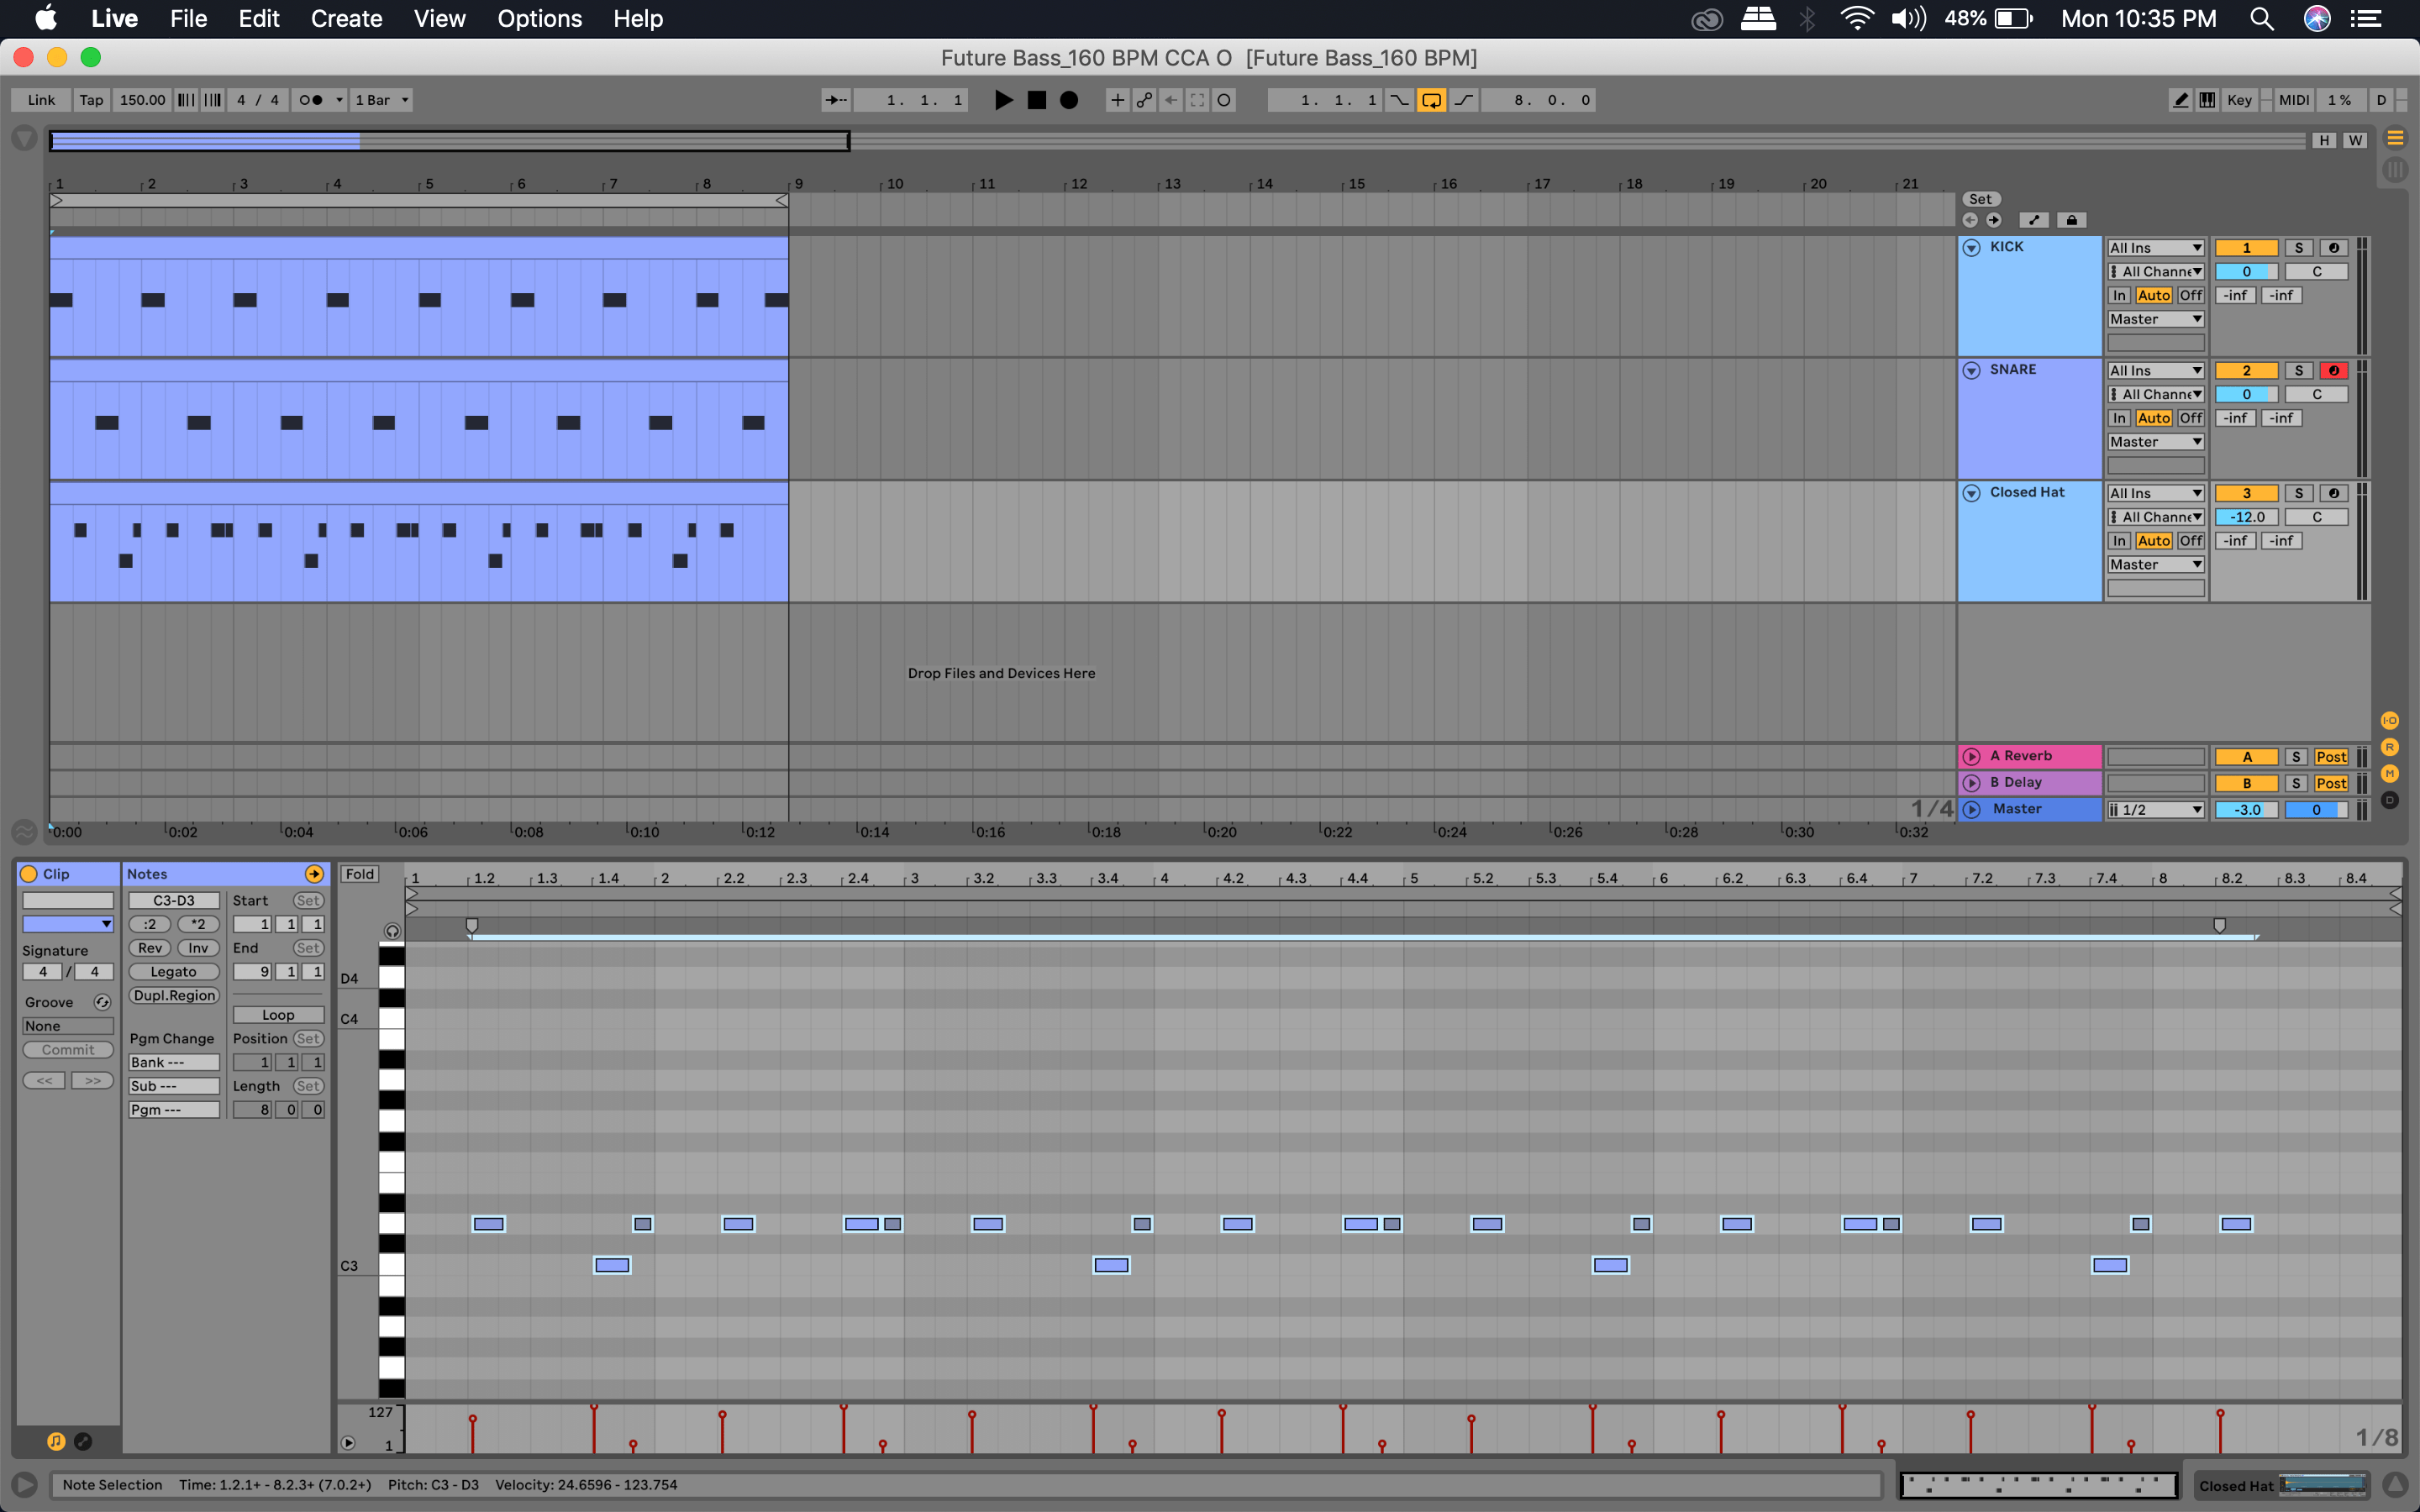 Live File Edit Create View Options Help 48% Mon 10:35 PM
Future Bass_160 BPM CCA O [Future Bass_160 BPM]
Link Tap 150.00 4 / 4 1 Bar 1. 1. 1 1. 1. 1 8. 0. 0 Key MIDI 1 % D
H W
1 2 3 4 5 6 7 8 9 10 11 12 13 14 15 16 17 18 19 20 21
Set
KICK All Ins 1 S
All Channe 0 C
In Auto Off -inf -inf
Master
SNARE All Ins 2 S
All Channe 0 C
In Auto Off -inf -inf
Master
Closed Hat All Ins 3 S
All Channe -12.0 C
In Auto Off -inf -inf
Master
Drop Files and Devices Here
I·O
A Reverb A S Post R
B Delay B S Post M
1/4 Master 1/2 -3.0 0 D
0:00 0:02 0:04 0:06 0:08 0:10 0:12 0:14 0:16 0:18 0:20 0:22 0:24 0:26 0:28 0:30 0:32
Clip Notes Fold 1 1.2 1.3 1.4 2 2.2 2.3 2.4 3 3.2 3.3 3.4 4 4.2 4.3 4.4 5 5.2 5.3 5.4 6 6.2 6.3 6.4 7 7.2 7.3 7.4 8 8.2 8.3 8.4
C3-D3 Start Set
:2 *2 1 1 1
Signature Rev Inv End Set
4 / 4 Legato 9 1 1
Dupl.Region
Groove
None Loop
Commit Pgm Change Position Set
Bank --- 1 1 1
<< >> Sub --- Length Set
Pgm --- 8 0 0
D4
C4
C3
127
1
1/8
Note Selection Time: 1.2.1+ - 8.2.3+ (7.0.2+) Pitch: C3 - D3 Velocity: 24.6596 - 123.754 Closed Hat